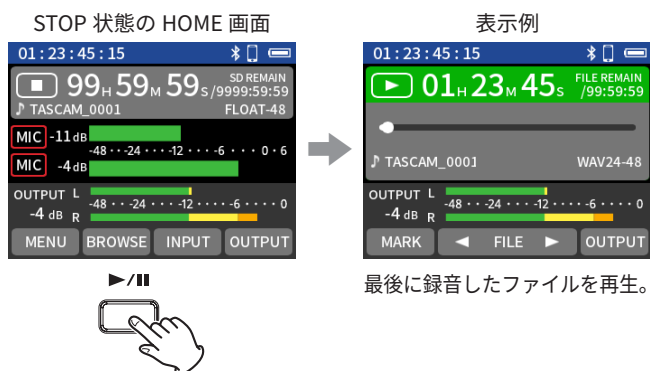 STOP 状態の HOME 画面
01:23:45:15
99H 59M 59S /9999:59:59
SD REMAIN
♪ TASCAM_0001 FLOAT-48
MIC -11 dB
-48 · · -24 · · · · -12 · · · · -6 · · · · 0 · 6
MIC -4 dB
OUTPUT L
-48 · · -24 · · · -12 · · · · -6 · · · · 0
-4 dB R
MENU BROWSE INPUT OUTPUT
►/II
表示例
01:23:45:15
01H 23M 45S /99:59:59
FILE REMAIN
♪ TASCAM_0001 WAV24-48
OUTPUT L
-48 · · -24 · · · -12 · · · · -6 · · · · 0
-4 dB R
MARK ◄ FILE ► OUTPUT
最後に録音したファイルを再生。